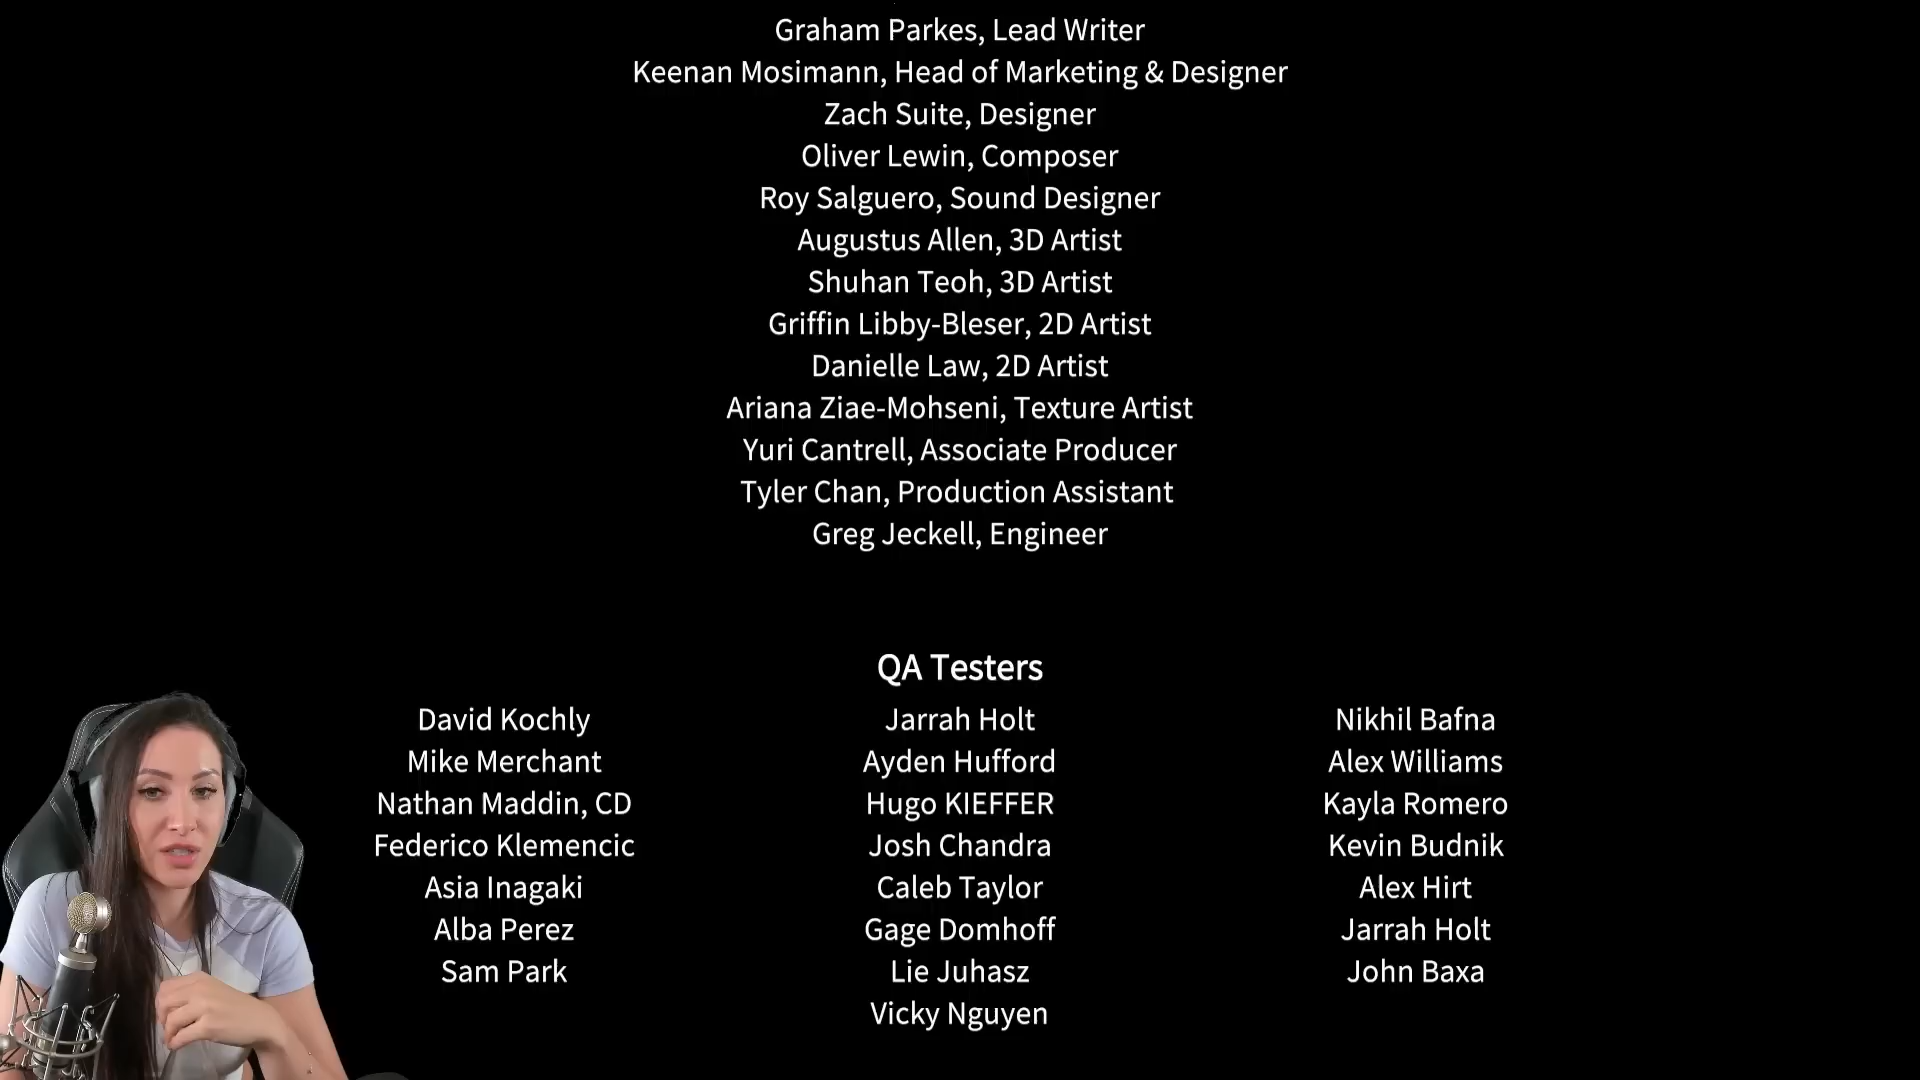 Graham Parkes, Lead Writer
Keenan Mosimann, Head of Marketing & Designer
Zach Suite, Designer
Oliver Lewin, Composer
Roy Salguero, Sound Designer
Augustus Allen, 3D Artist
Shuhan Teoh, 3D Artist
Griffin Libby-Bleser, 2D Artist
Danielle Law, 2D Artist
Ariana Ziae-Mohseni, Texture Artist
Yuri Cantrell, Associate Producer
Tyler Chan, Production Assistant
Greg Jeckell, Engineer
QA Testers
David Kochly
Mike Merchant
Nathan Maddin, CD
Federico Klemencic
Asia Inagaki
Alba Perez
Sam Park
Jarrah Holt
Ayden Hufford
Hugo KIEFFER
Josh Chandra
Caleb Taylor
Gage Domhoff
Lie Juhasz
Vicky Nguyen
Nikhil Bafna
Alex Williams
Kayla Romero
Kevin Budnik
Alex Hirt
Jarrah Holt
John Baxa